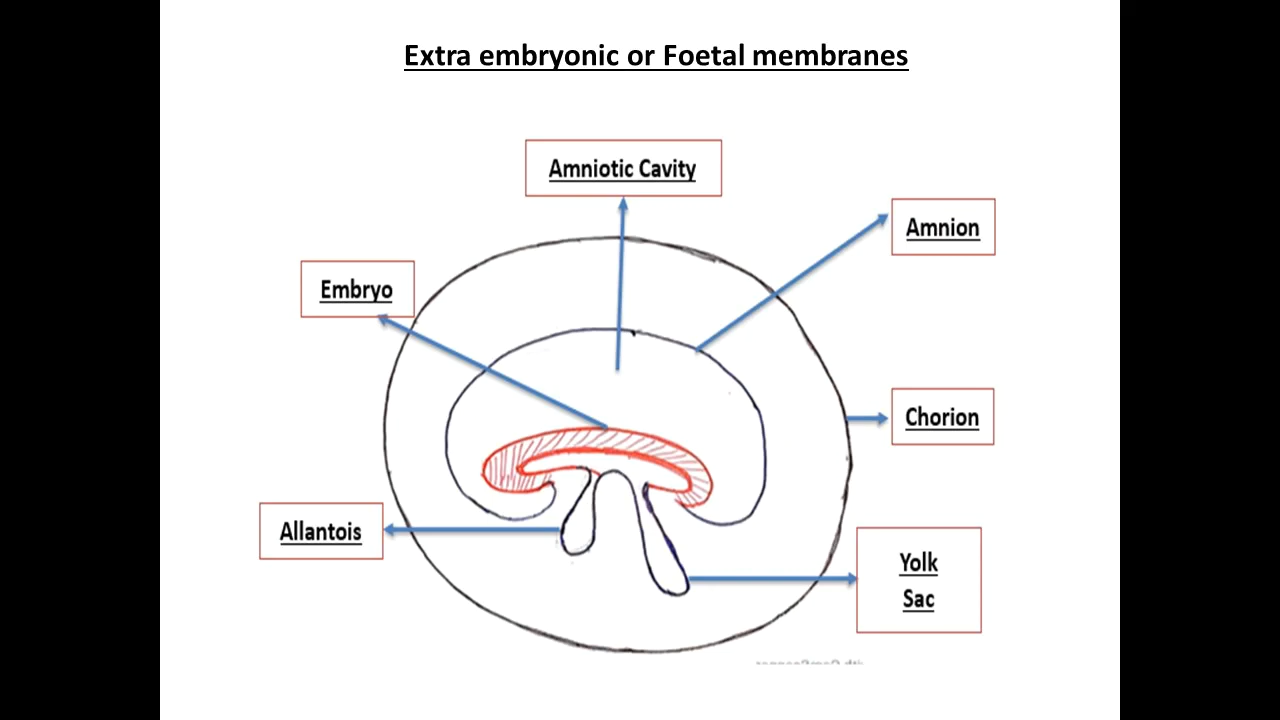 Extra embryonic or Foetal membranes
Amniotic Cavity
Amnion
Embryo
Chorion
Allantois
Yolk
Sac